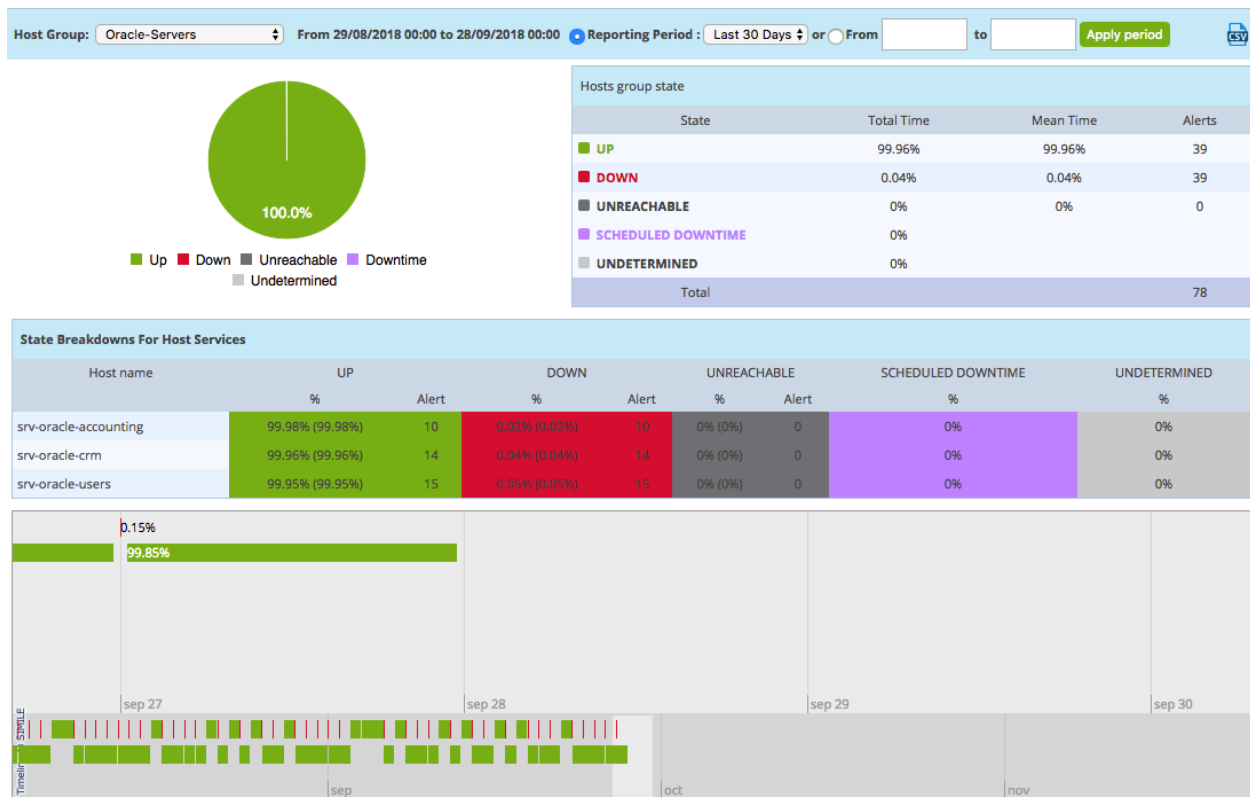 Host Group: Oracle-Servers From 29/08/2018 00:00 to 28/09/2018 00:00 Reporting Period : Last 30 Days or From to Apply period CSV
100.0%
Up Down Unreachable Downtime
Undetermined
Hosts group state
State Total Time Mean Time Alerts
UP 99.96% 99.96% 39
DOWN 0.04% 0.04% 39
UNREACHABLE 0% 0% 0
SCHEDULED DOWNTIME 0%
UNDETERMINED 0%
Total 78
State Breakdowns For Host Services
Host name UP DOWN UNREACHABLE SCHEDULED DOWNTIME UNDETERMINED
% Alert % Alert % Alert % %
srv-oracle-accounting 99.98% (99.98%) 10 0.02% (0.02%) 10 0% (0%) 0 0% 0%
srv-oracle-crm 99.96% (99.96%) 14 0.04% (0.04%) 14 0% (0%) 0 0% 0%
srv-oracle-users 99.95% (99.95%) 15 0.05% (0.05%) 15 0% (0%) 0 0% 0%
0.15%
99.85%
sep 27 sep 28 sep 29 sep 30
SIMILE
sep oct nov